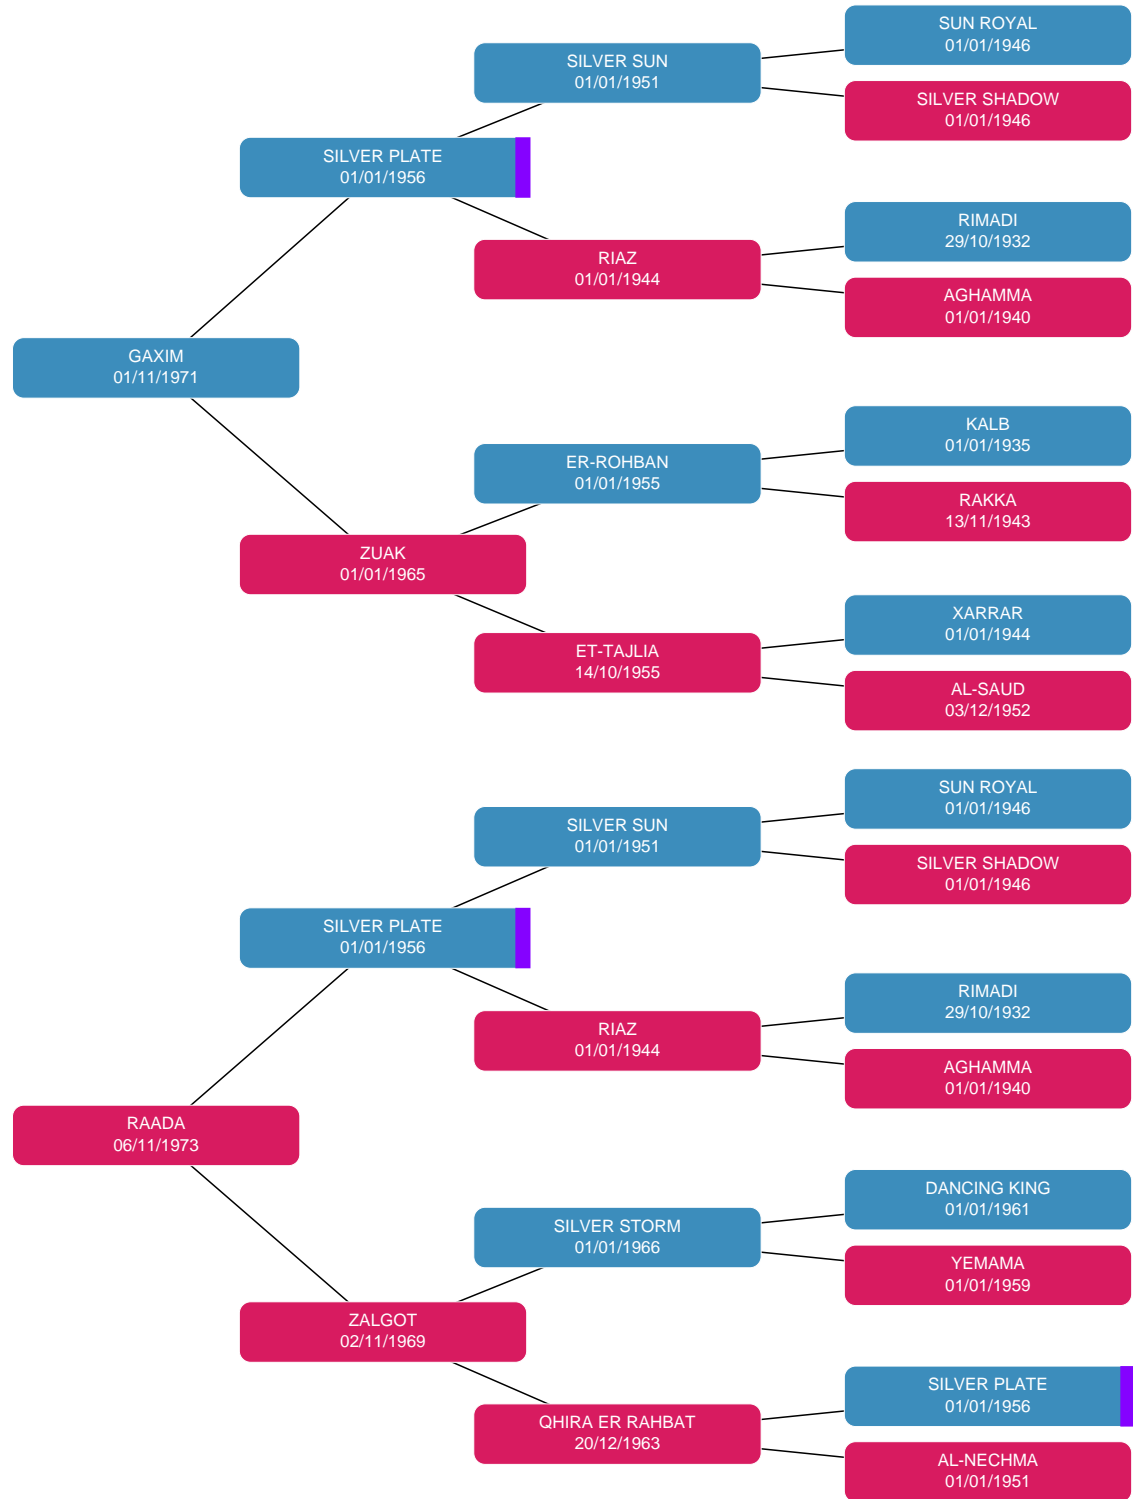 SUN ROYAL
01/01/1946
SILVER SUN
01/01/1951
SILVER SHADOW
01/01/1946
SILVER PLATE
01/01/1956
RIMADI
29/10/1932
RIAZ
01/01/1944
AGHAMMA
01/01/1940
GAXIM
01/11/1971
KALB
01/01/1935
ER-ROHBAN
01/01/1955
RAKKA
13/11/1943
ZUAK
01/01/1965
XARRAR
01/01/1944
ET-TAJLIA
14/10/1955
AL-SAUD
03/12/1952
SUN ROYAL
01/01/1946
SILVER SUN
01/01/1951
SILVER SHADOW
01/01/1946
SILVER PLATE
01/01/1956
RIMADI
29/10/1932
RIAZ
01/01/1944
AGHAMMA
01/01/1940
RAADA
06/11/1973
DANCING KING
01/01/1961
SILVER STORM
01/01/1966
YEMAMA
01/01/1959
ZALGOT
02/11/1969
SILVER PLATE
01/01/1956
QHIRA ER RAHBAT
20/12/1963
AL-NECHMA
01/01/1951